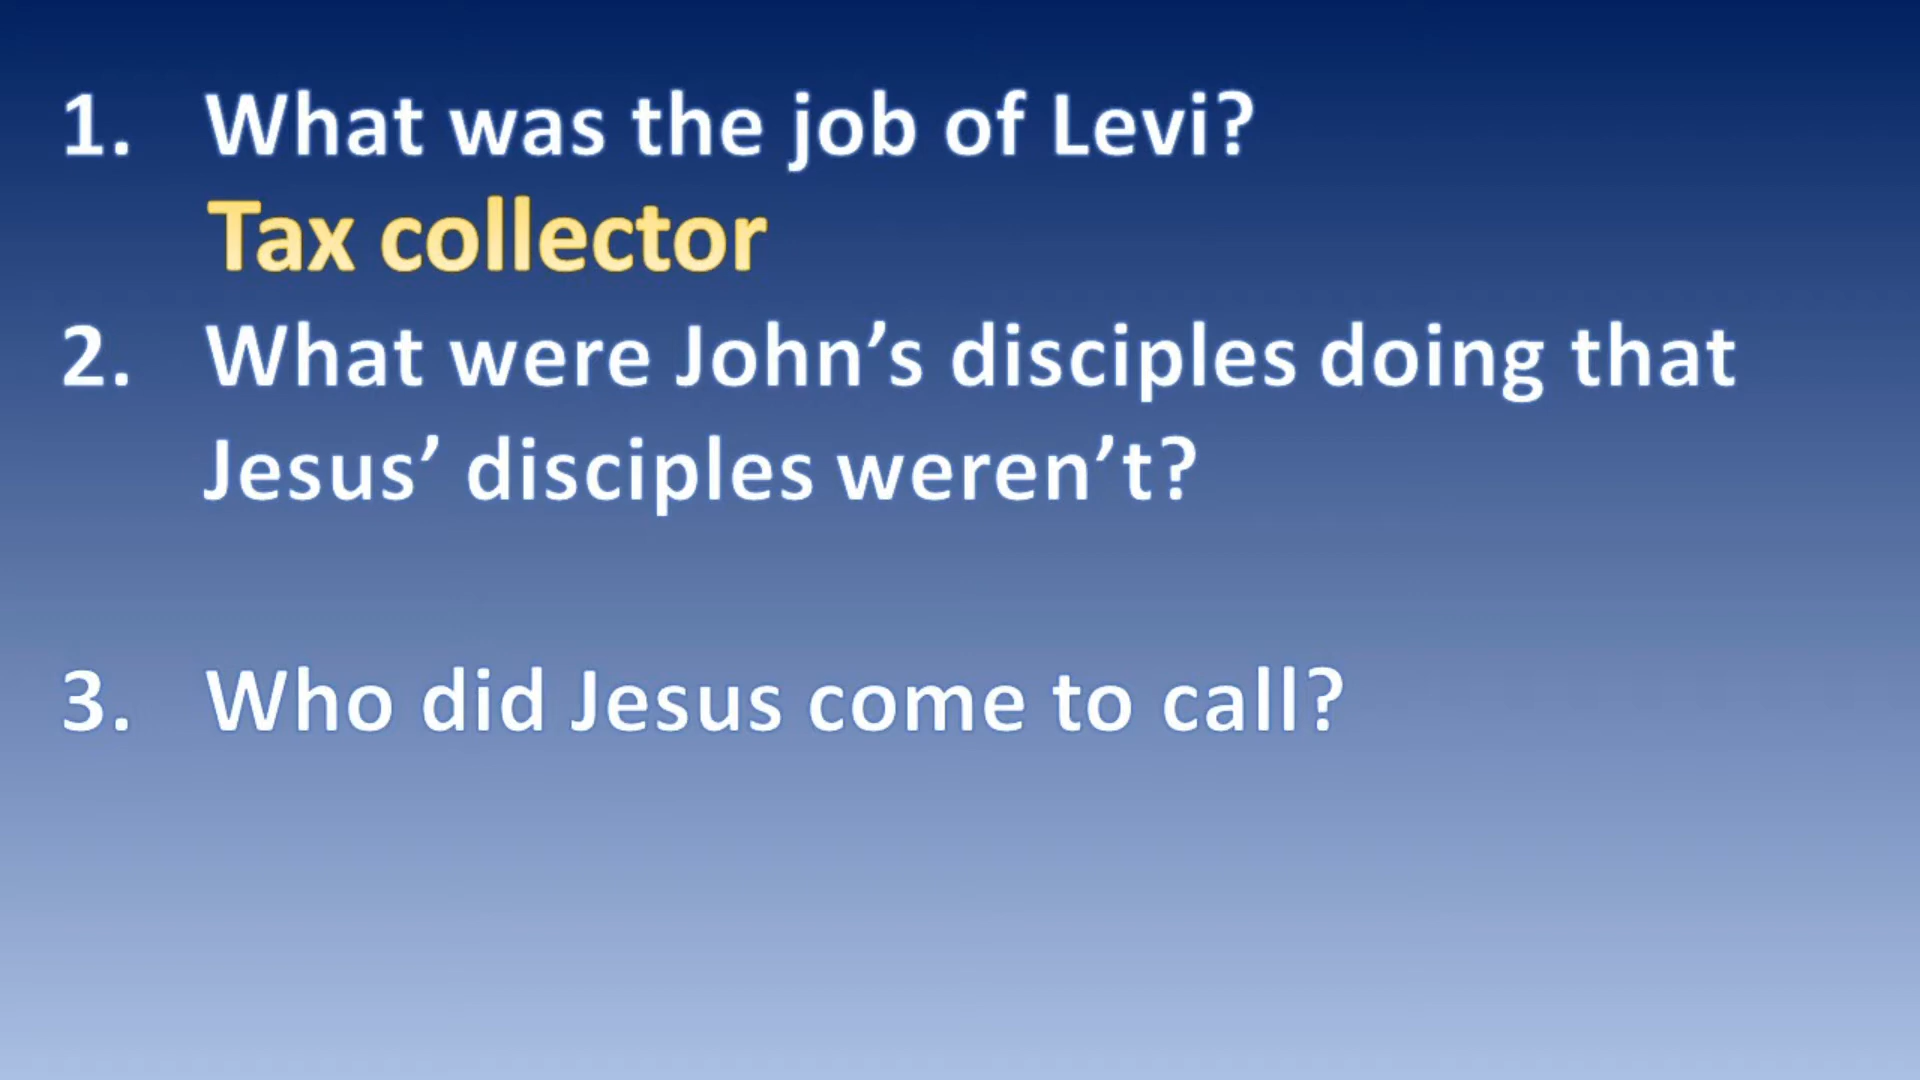 1. What was the job of Levi?
Tax collector
2. What were John’s disciples doing that
Jesus’ disciples weren’t?
3. Who did Jesus come to call?